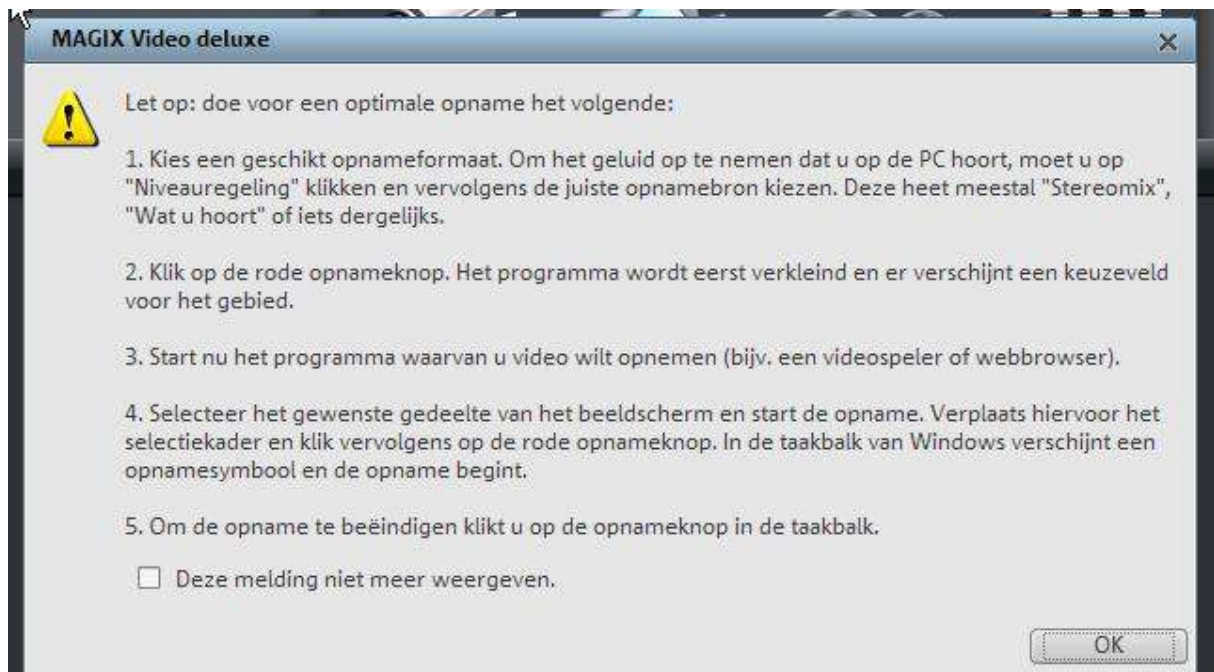 MAGIX Video deluxe
Let op: doe voor een optimale opname het volgende:
1. Kies een geschikt opnameformaat. Om het geluid op te nemen dat u op de PC hoort, moet u op
"Niveauregeling" klikken en vervolgens de juiste opnamebron kiezen. Deze heet meestal "Stereomix",
"Wat u hoort" of iets dergelijks.
2. Klik op de rode opnameknop. Het programma wordt eerst verkleind en er verschijnt een keuzeveld
voor het gebied.
3. Start nu het programma waarvan u video wilt opnemen (bijv. een videospeler of webbrowser).
4. Selecteer het gewenste gedeelte van het beeldscherm en start de opname. Verplaats hiervoor het
selectiekader en klik vervolgens op de rode opnameknop. In de taakbalk van Windows verschijnt een
opnamesymbool en de opname begint.
5. Om de opname te beëindigen klikt u op de opnameknop in de taakbalk.
Deze melding niet meer weergeven.
OK